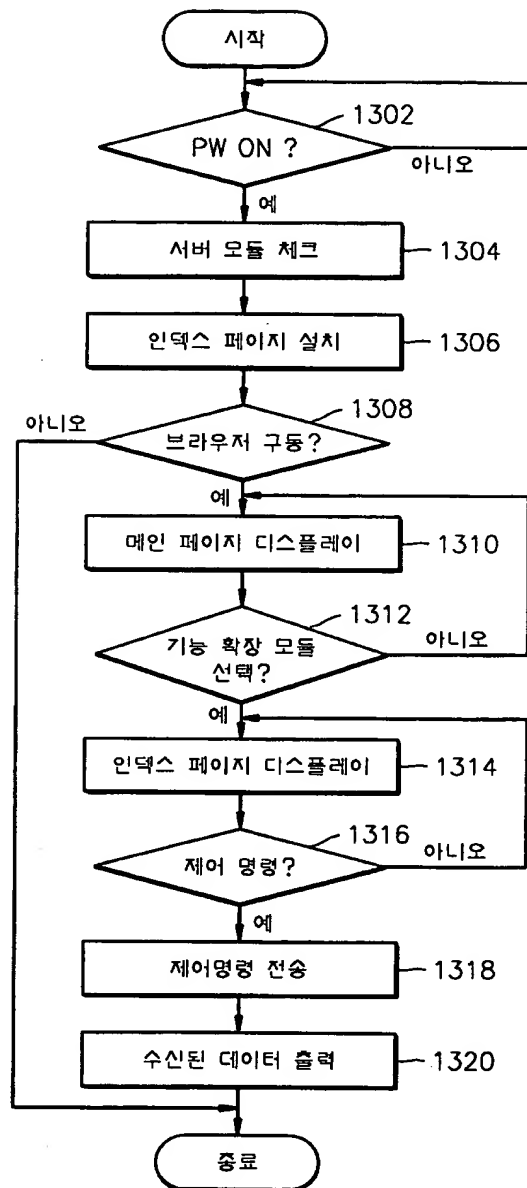 시작
1302
PW ON ?
아니오
예
서버 모듈 체크
1304
인덱스 페이지 설치
1306
1308
아니오
브라우저 구동?
예
메인 페이지 디스플레이
1310
1312
기능 확장 모듈
선택?
아니오
예
인덱스 페이지 디스플레이
1314
1316
제어 명령?
아니오
예
제어명령 전송
1318
수신된 데이터 출력
1320
종료